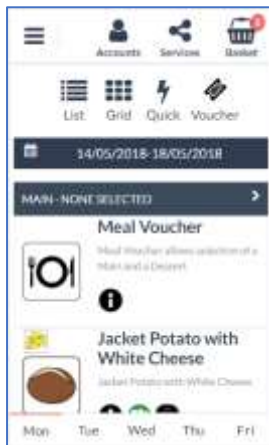 Accounts Services Basket
List Grid Quick Voucher
14/05/2018-18/05/2018
MAIN - NONE SELECTED
Meal Voucher
Meal Voucher allows selection of a
Main and a Dessert
Jacket Potato with
White Cheese
Jacket Potato with White Cheese
Mon Tue Wed Thu Fri